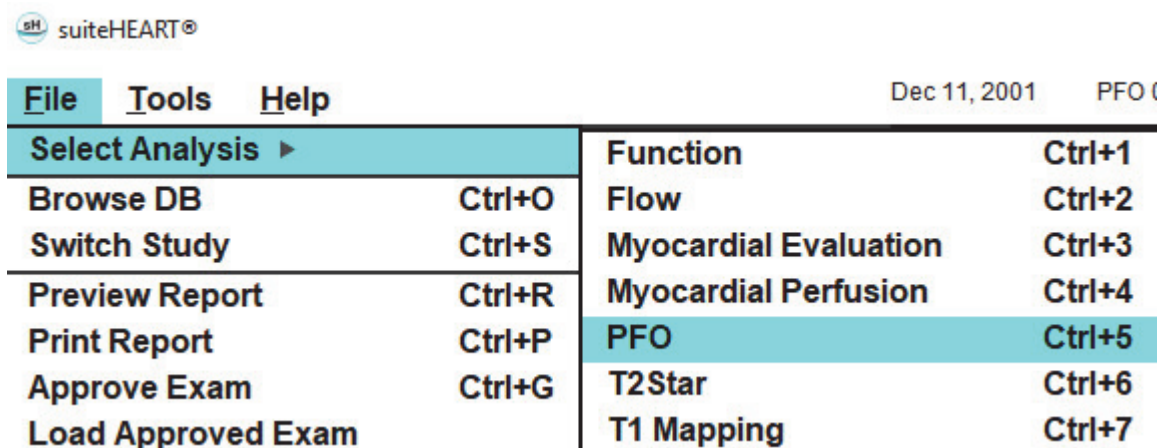 sH suiteHEART®
File Tools Help Dec 11, 2001 PFO
Select Analysis ▶
Browse DB Ctrl+O
Switch Study Ctrl+S
Preview Report Ctrl+R
Print Report Ctrl+P
Approve Exam Ctrl+G
Load Approved Exam
Function Ctrl+1
Flow Ctrl+2
Myocardial Evaluation Ctrl+3
Myocardial Perfusion Ctrl+4
PFO Ctrl+5
T2Star Ctrl+6
T1 Mapping Ctrl+7